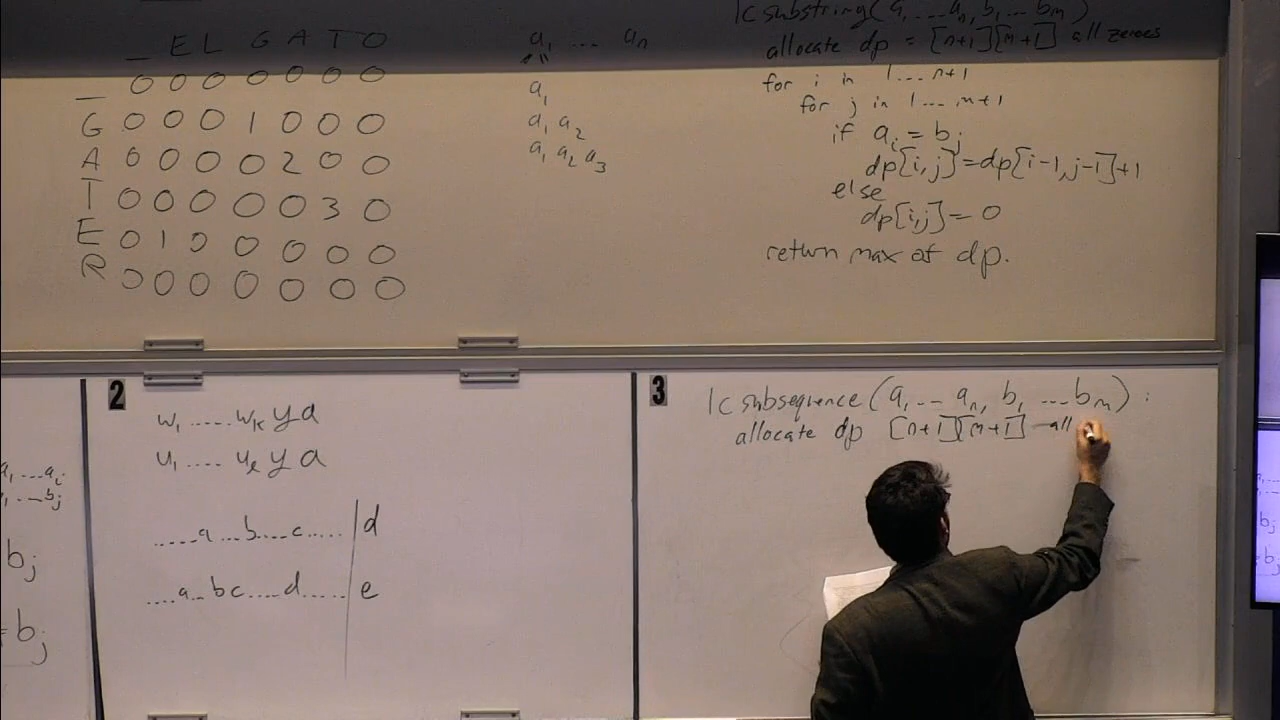 _ E L G A T O
_ 0 0 0 0 0 0 0
G 0 0 0 1 0 0 0
A 0 0 0 0 2 0 0
T 0 0 0 0 0 3 0
E 0 1 0 0 0 0 0
R 0 0 0 0 0 0 0
a₁ ... aₙ
a₁
a₁ a₂
a₁ a₂ a₃
lc substring(a₁ ... aₙ, b₁ ... bₘ)
allocate dp = [n+1][m+1] all zeroes
for i in 1 ... n+1
for j in 1 ... m+1
if aᵢ = bⱼ
dp[i,j] = dp[i-1,j-1]+1
else
dp[i,j] = 0
return max of dp.
a₁ ... aᵢ
... bⱼ
bⱼ
= bⱼ
2
w₁ ..... wₖ y a
u₁ .... uₗ y a
.....a...b....c.....|d
....a..bc....d.....|e
3
lc subsequence(a₁ ... aₙ, b₁ ... bₘ):
allocate dp [n+1][m+1] all